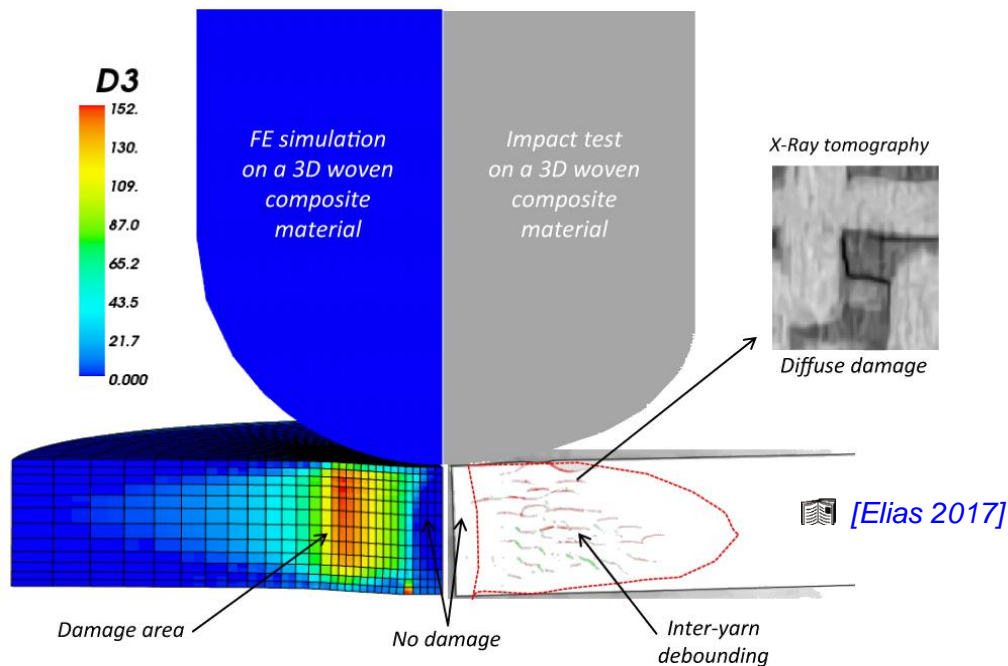 D3
152.
130.
109.
87.0
65.2
43.5
21.7
0.000
FE simulation
on a 3D woven
composite
material
Impact test
on a 3D woven
composite
material
X-Ray tomography
Diffuse damage
[Elias 2017]
Damage area
No damage
Inter-yarn
debounding